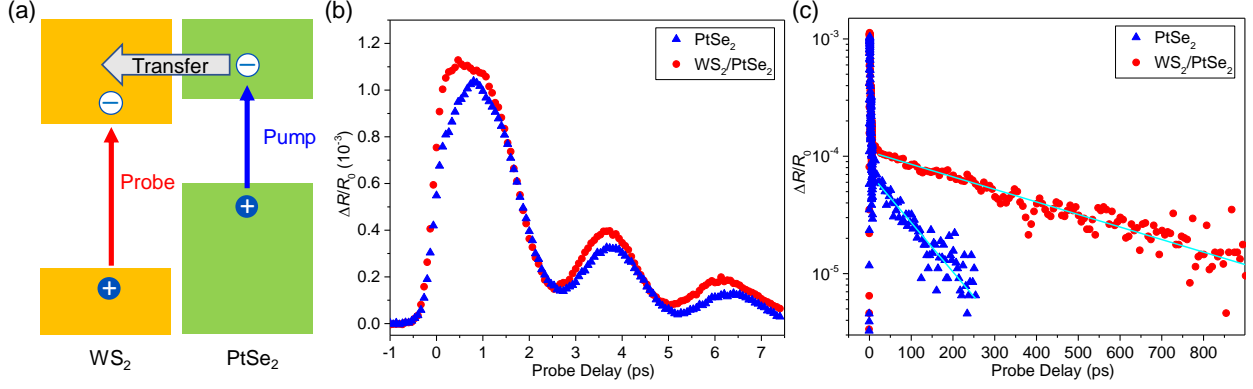 (a)
Transfer
Pump
Probe
WS₂
PtSe₂
(b)
PtSe₂
WS₂/PtSe₂
ΔR/R₀ (10⁻³)
1.2
1.0
0.8
0.6
0.4
0.2
0.0
-1 0 1 2 3 4 5 6 7
Probe Delay (ps)
(c)
PtSe₂
WS₂/PtSe₂
ΔR/R₀
10⁻³
10⁻⁴
10⁻⁵
0 100 200 300 400 500 600 700 800
Probe Delay (ps)